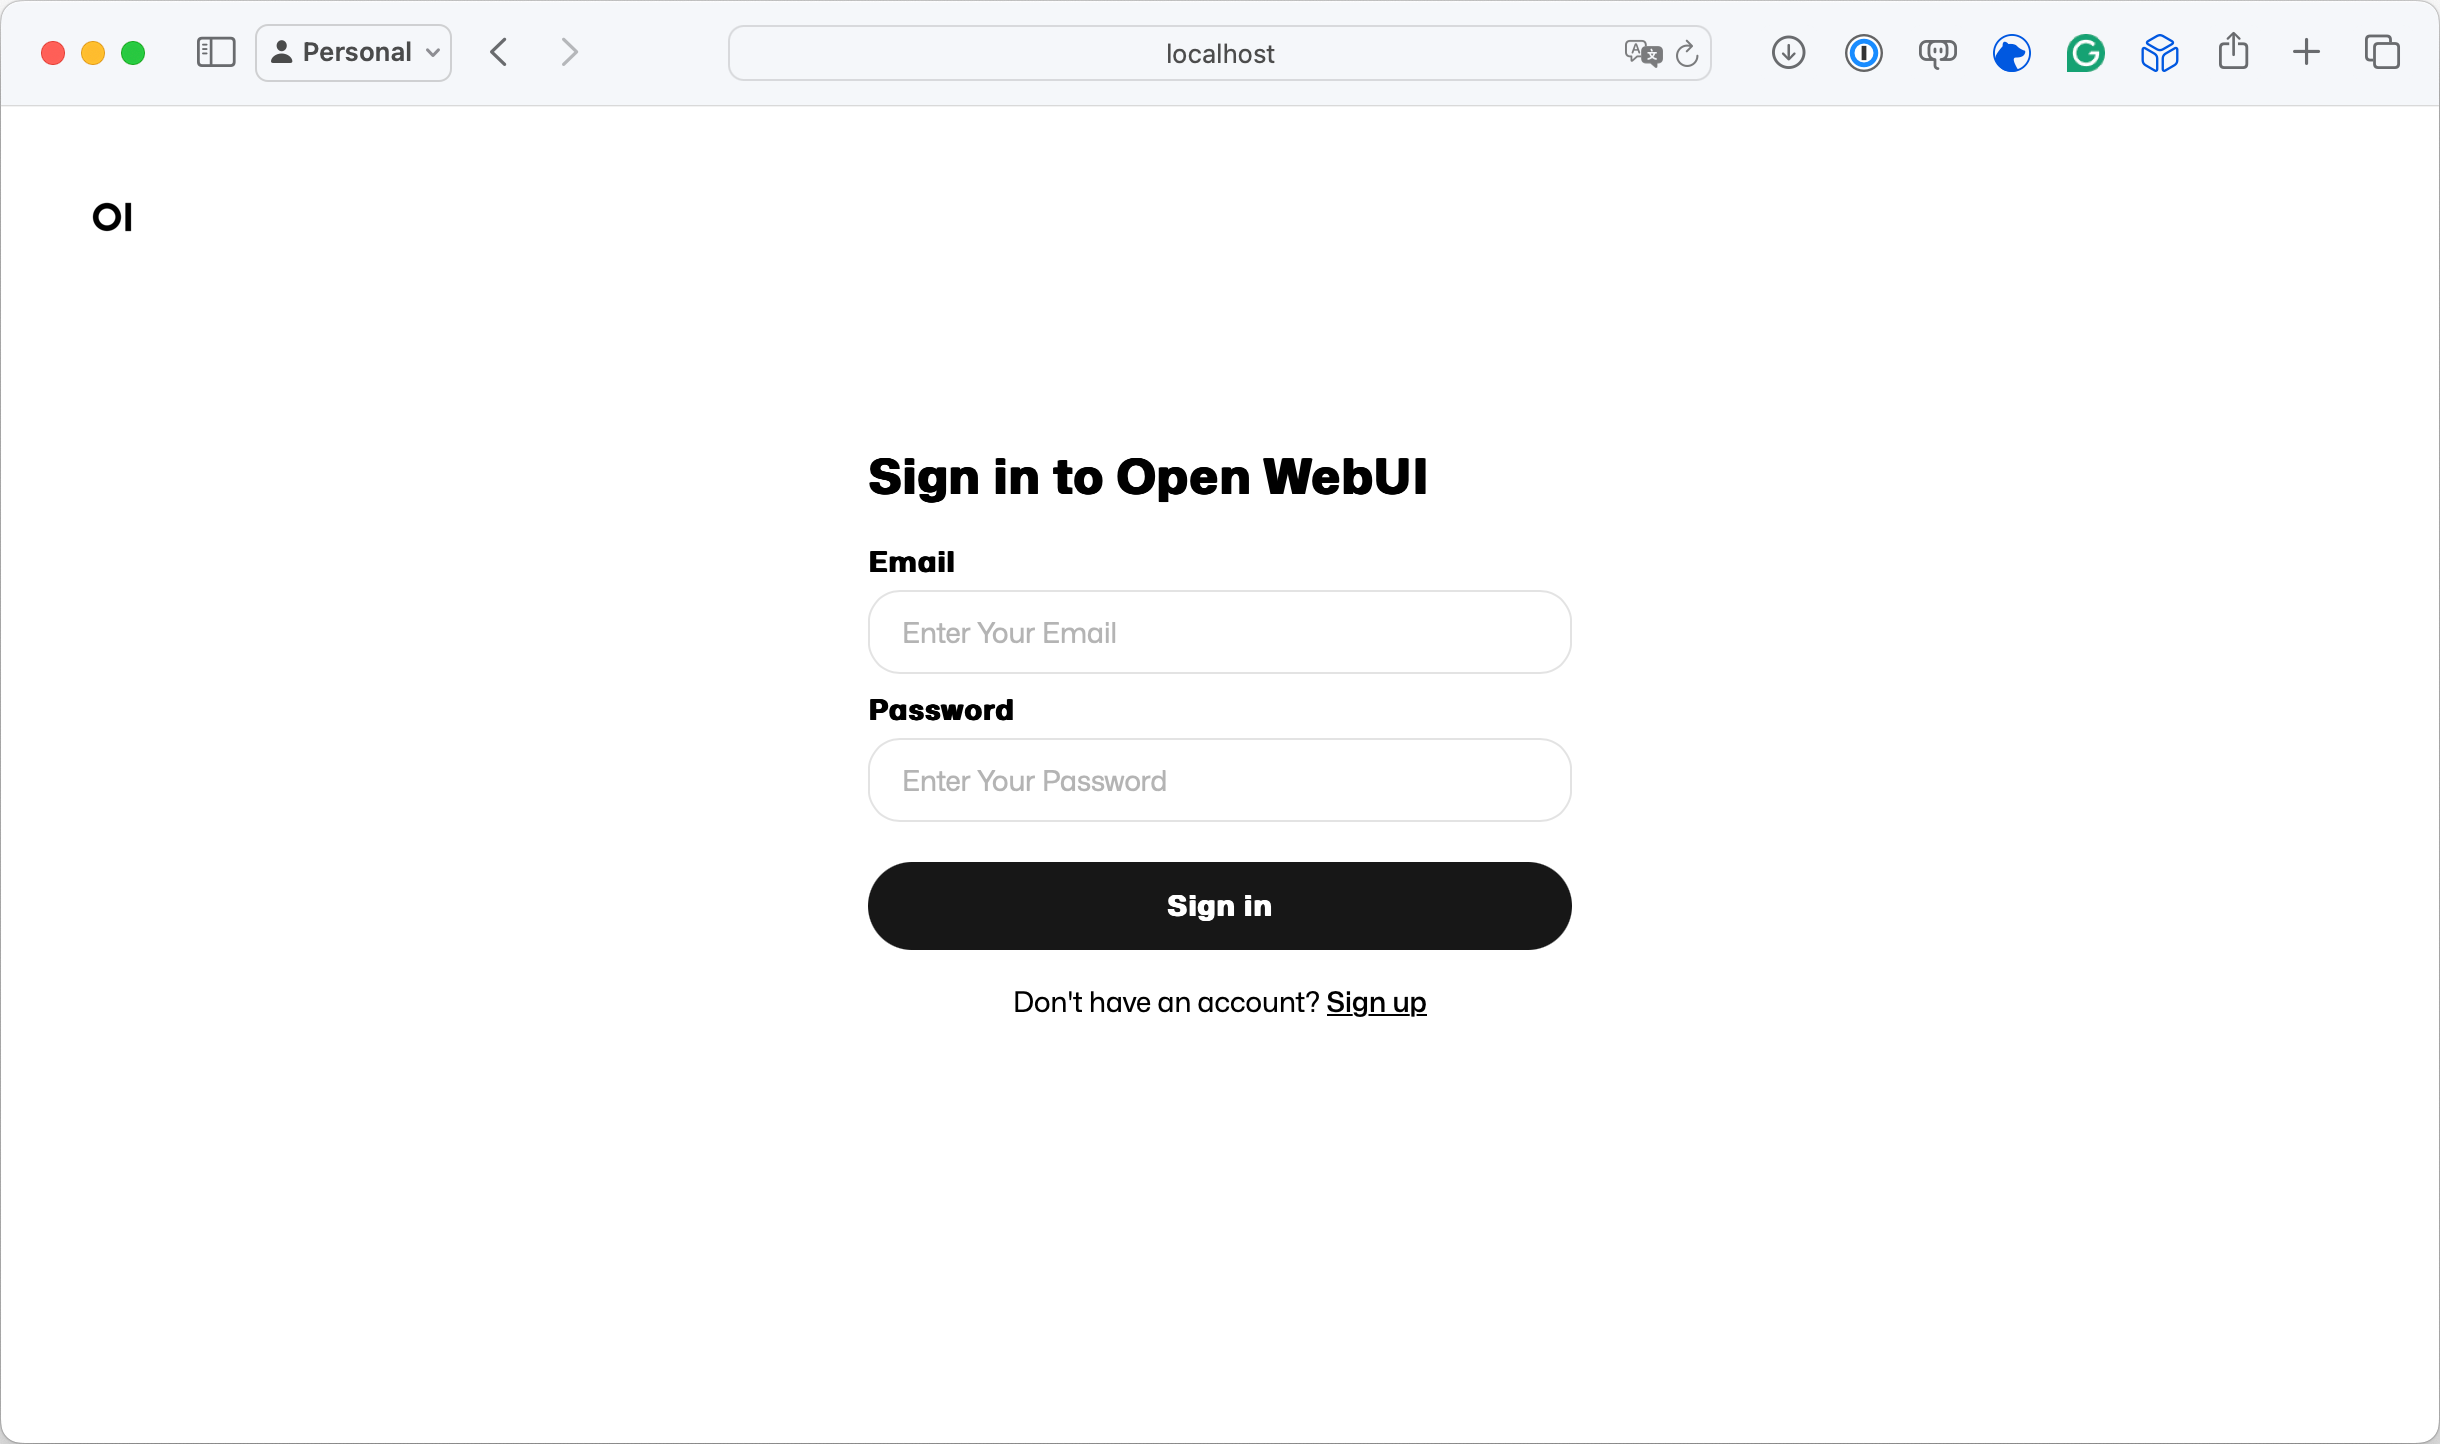 Personal
localhost
OI
Sign in to Open WebUI
Email
Enter Your Email
Password
Enter Your Password
Sign in
Don't have an account? Sign up